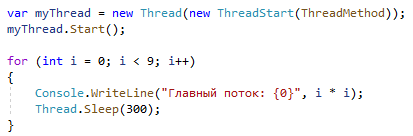 var myThread = new Thread(new ThreadStart(ThreadMethod));
myThread.Start();
for (int i = 0; i < 9; i++)
{
Console.WriteLine("Главный поток: {0}", i * i);
Thread.Sleep(300);
}